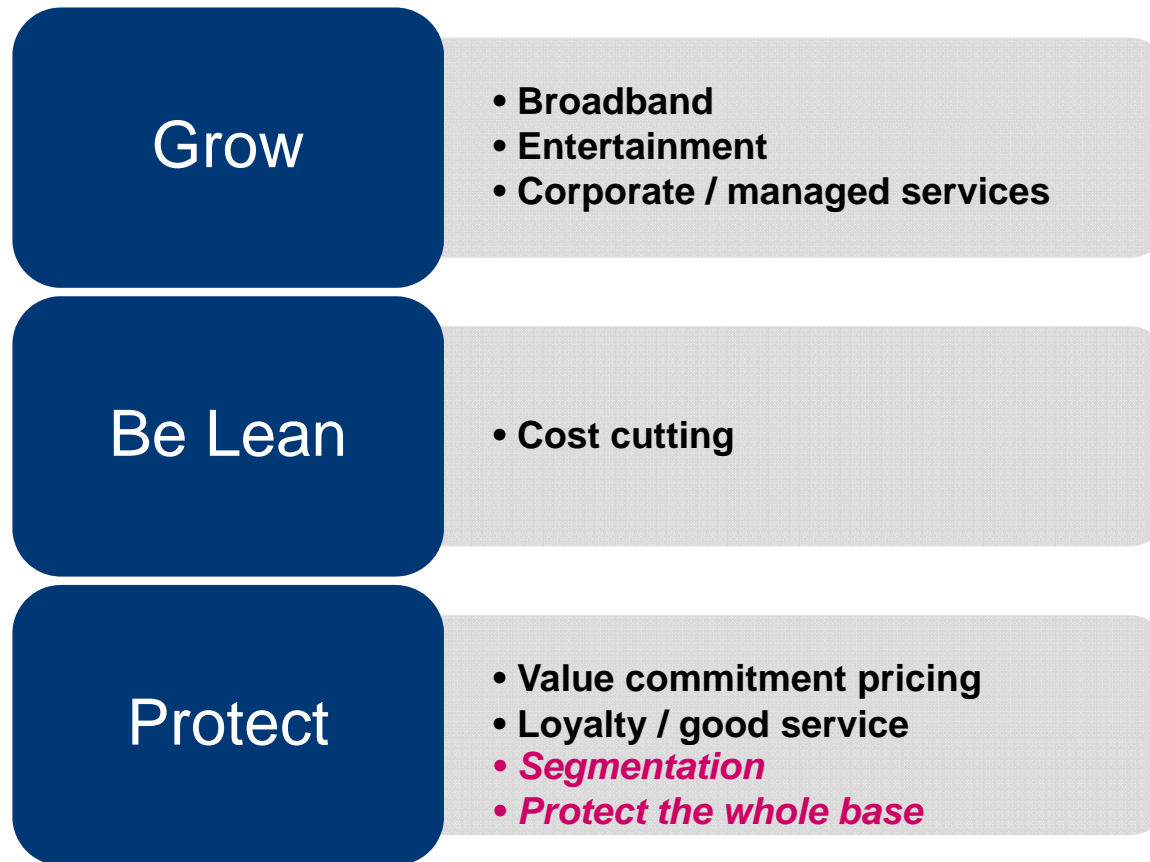 Grow
• Broadband
• Entertainment
• Corporate / managed services
Be Lean
• Cost cutting
Protect
• Value commitment pricing
• Loyalty / good service
• Segmentation
• Protect the whole base